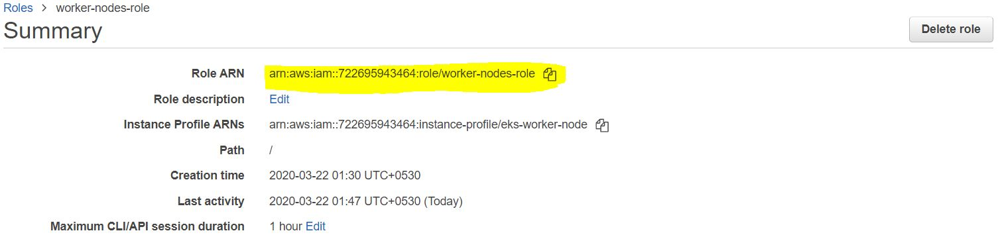 Roles > worker-nodes-role
Summary
Delete role
Role ARN arn:aws:iam::722695943464:role/worker-nodes-role
Role description Edit
Instance Profile ARNs arn:aws:iam::722695943464:instance-profile/eks-worker-node
Path /
Creation time 2020-03-22 01:30 UTC+0530
Last activity 2020-03-22 01:47 UTC+0530 (Today)
Maximum CLI/API session duration 1 hour Edit